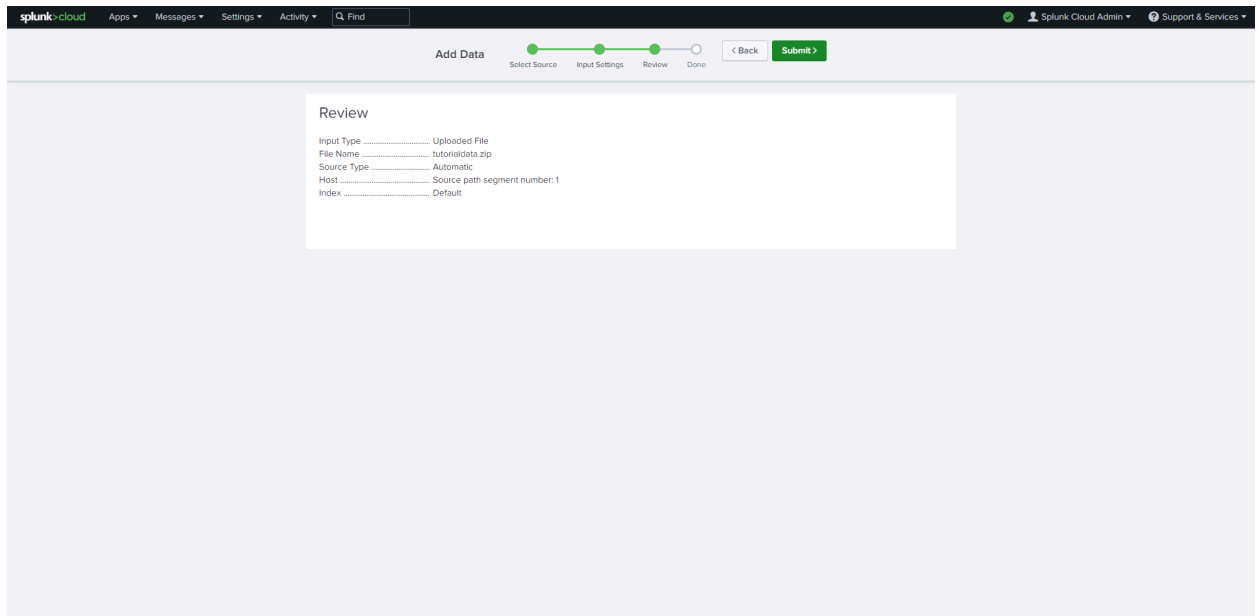 splunk>cloud Apps Messages Settings Activity Find Splunk Cloud Admin Support & Services
Add Data Select Source Input Settings Review Done < Back Submit >
Review
Input Type ................................ Uploaded File
File Name ................................ tutorialdata.zip
Source Type ............................ Automatic
Host ........................................... Source path segment number: 1
Index ......................................... Default